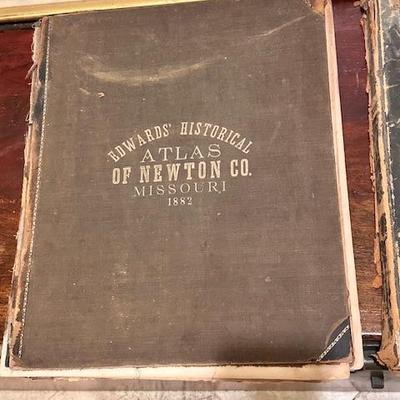 EDWARDS' HISTORICAL
ATLAS
OF NEWTON CO.
MISSOURI
1882